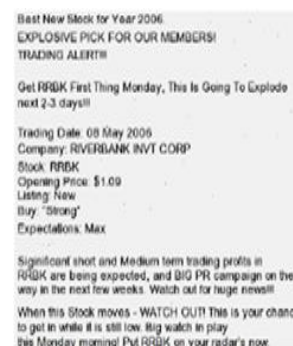 Best New Stock for Year 2006
EXPLOSIVE PICK FOR OUR MEMBERS!
TRADING ALERT!!!
Get RRBK First Thing Monday, This Is Going To Explode
next 2-3 days!!!
Trading Date: 08 May 2006
Company: RIVERBANK INVT CORP
Stock: RRBK
Opening Price: $1.09
Listing: New
Buy: "Strong"
Expectations: Max
Significant short and Medium term trading profits in
RRBK are being expected, and BIG PR campaign on the
way in the next few weeks. Watch out for huge news!!!
When this Stock moves - WATCH OUT! This is your chanc
to get in while it is still low. Big watch in play
this Monday morning! Put RRBK on your radar's now.